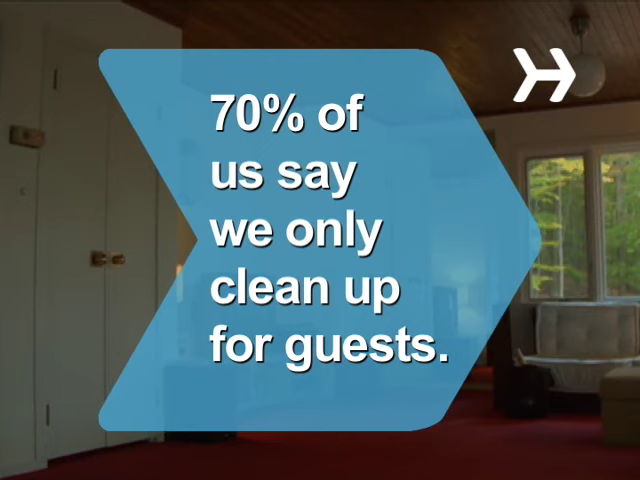 70% of
us say
we only
clean up
for guests.